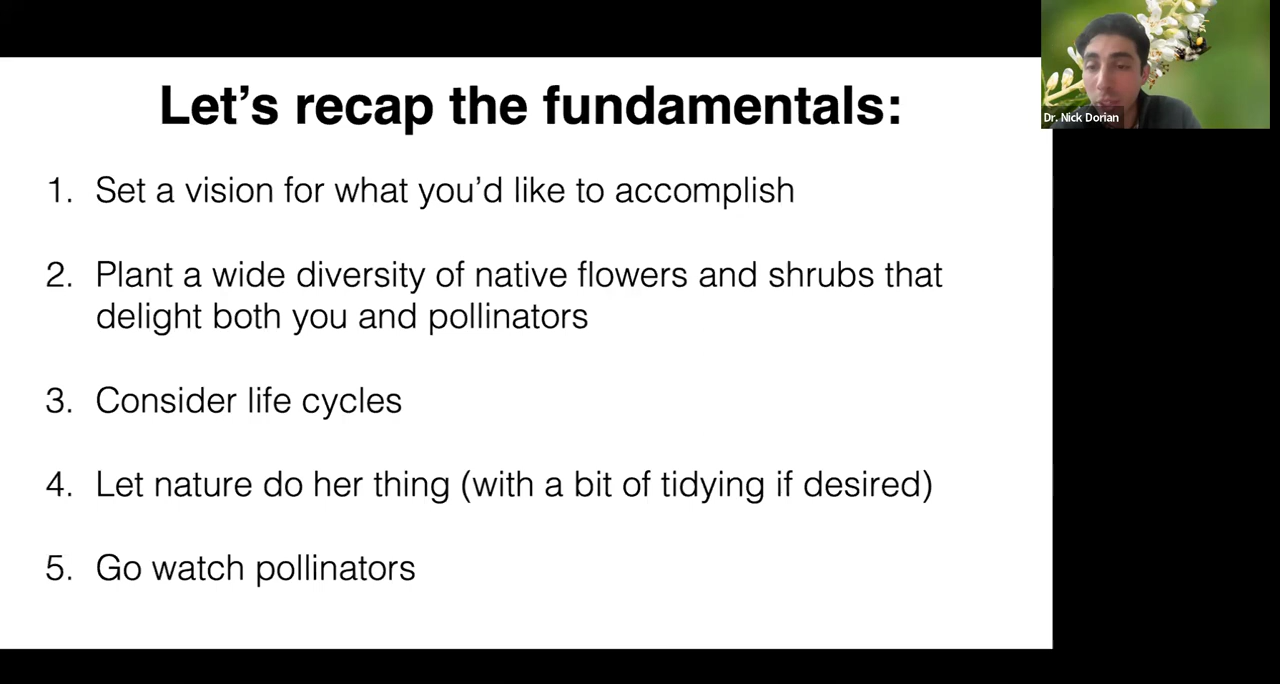 Let’s recap the fundamentals:
1. Set a vision for what you’d like to accomplish
2. Plant a wide diversity of native flowers and shrubs that
delight both you and pollinators
3. Consider life cycles
4. Let nature do her thing (with a bit of tidying if desired)
5. Go watch pollinators
Dr. Nick Dorian